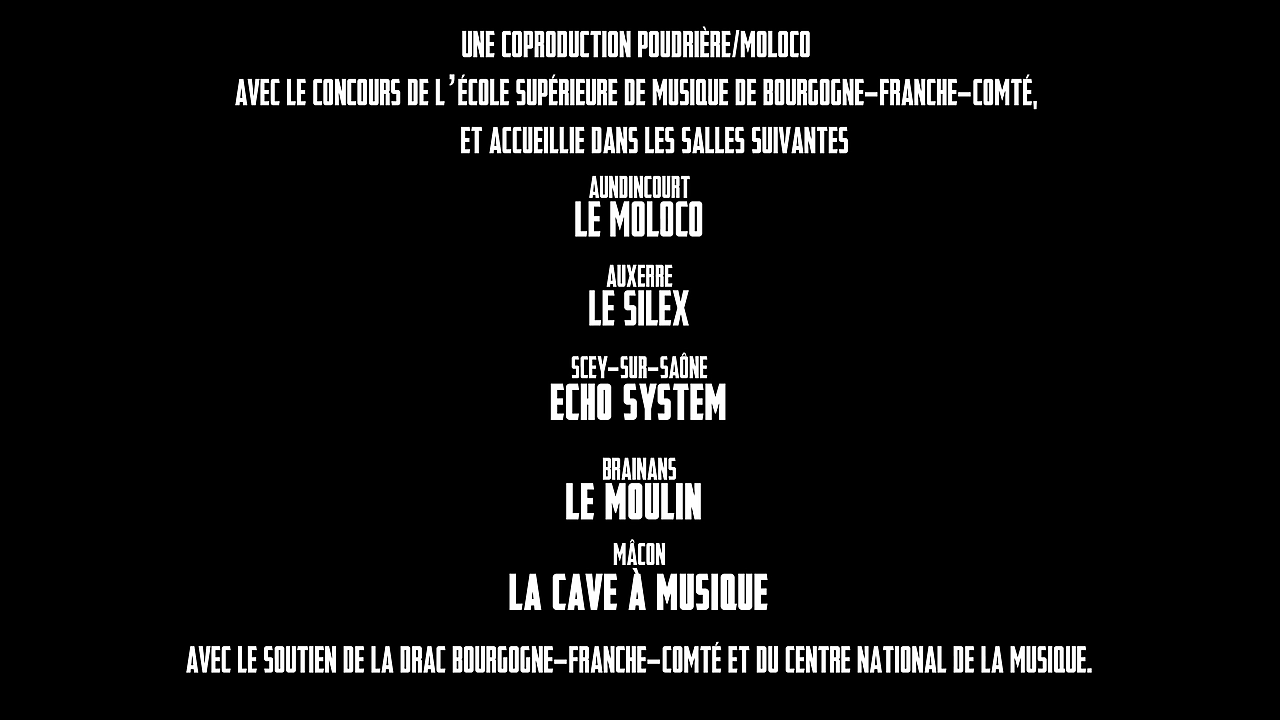 UNE COPRODUCTION POUDRIÈRE/MOLOCO
AVEC LE CONCOURS DE L'ÉCOLE SUPÉRIEURE DE MUSIQUE DE BOURGOGNE-FRANCHE-COMTÉ,
ET ACCUEILLIE DANS LES SALLES SUIVANTES
AUNDINCOURT
LE MOLOCO
AUXERRE
LE SILEX
SCEY-SUR-SAÔNE
ECHO SYSTEM
BRAINANS
LE MOULIN
MÂCON
LA CAVE À MUSIQUE
AVEC LE SOUTIEN DE LA DRAC BOURGOGNE-FRANCHE-COMTÉ ET DU CENTRE NATIONAL DE LA MUSIQUE.